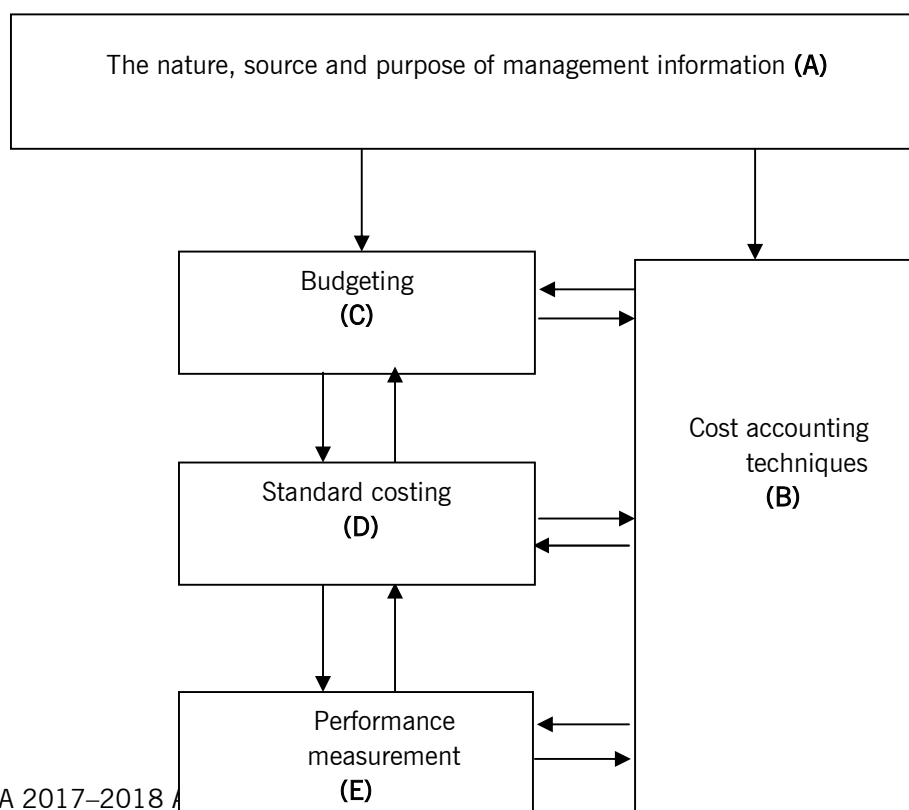 The nature, source and purpose of management information (A)
Budgeting
(C)
Cost accounting
techniques
(B)
Standard costing
(D)
Performance
measurement
(E)
A 2017–2018